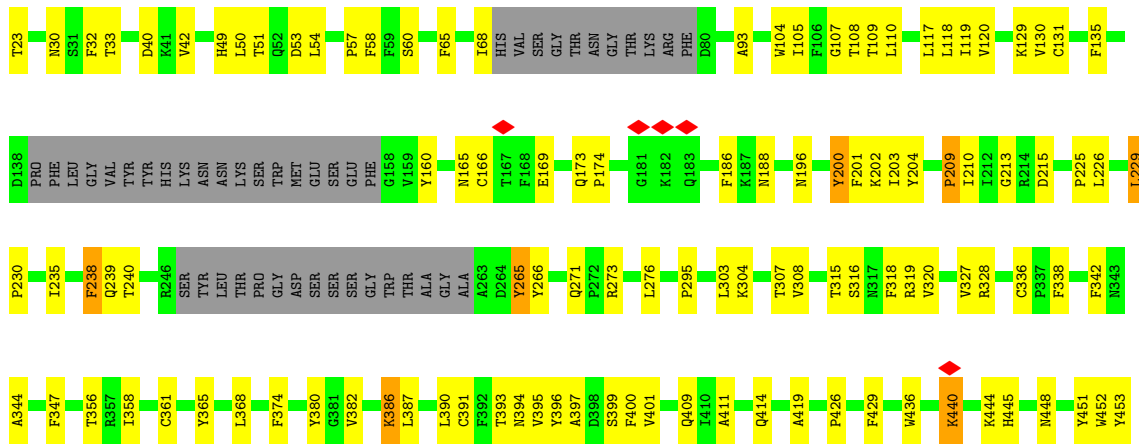 T23 N30 S31 F32 T33 D40 K41 V42 H49 L50 T51 Q52 D53 L54 P57 F58 F59 S60 F65 I68 HIS VAL SER GLY THR ASN GLY THR LYS ARG PHE D80 A93 W104 I105 F106 G107 T108 T109 L110 L117 L118 I119 V120 K129 V130 C131 F135
D138 PRO PHE LEU GLY VAL TYR TYR HIS LYS ASN ASN LYS SER TRP MET GLU SER GLU PHE G158 V159 Y160 N165 C166 T167 F168 E169 Q173 P174 G181 K182 Q183 F186 K187 N188 N196 Y200 F201 K202 I203 Y204 P209 I210 I212 G213 R214 D215 P225 L226 L229
P230 I235 F238 Q239 T240 R246 SER TYR LEU THR PRO GLY ASP SER SER SER GLY TRP THR ALA GLY ALA A263 D264 Y265 Y266 Q271 P272 R273 L276 P295 L303 K304 T307 V308 T315 S316 N317 F318 R319 V320 V327 R328 C336 P337 F338 F342 N343
A344 F347 T356 R357 I358 C361 Y365 L368 F374 Y380 G381 V382 K386 L387 L390 C391 F392 T393 N394 V395 Y396 A397 D398 S399 F400 V401 Q409 I410 A411 Q414 A419 P426 F429 W436 K440 K444 H445 N448 Y451 W452 Y453